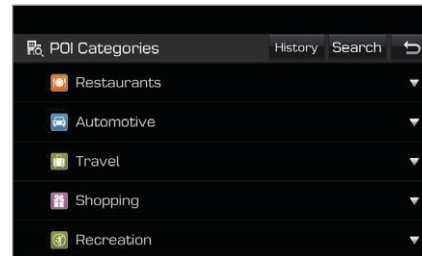 POI Categories History Search
Restaurants
Automotive
Travel
Shopping
Recreation